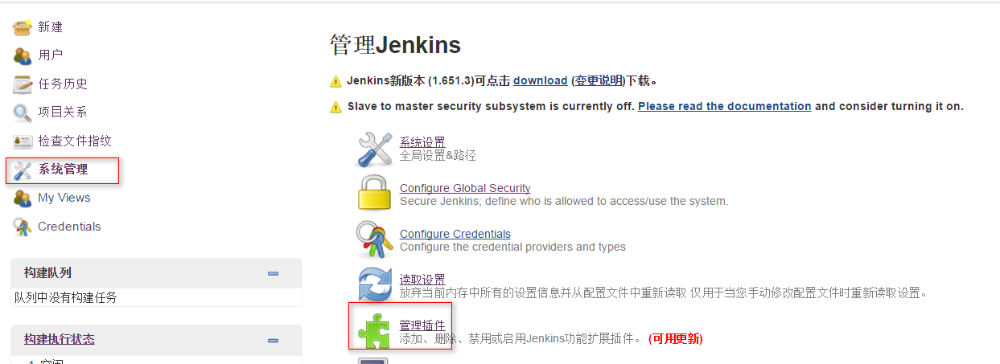 新建
用户
任务历史
项目关系
检查文件指纹
系统管理
My Views
Credentials
构建队列
队列中没有构建任务
构建执行状态
管理Jenkins
Jenkins新版本 (1.651.3)可点击 download (变更说明)下载。
Slave to master security subsystem is currently off. Please read the documentation and consider turning it on.
系统设置
全局设置&路径
Configure Global Security
Secure Jenkins; define who is allowed to access/use the system.
Configure Credentials
Configure the credential providers and types
读取设置
放弃当前内存中所有的设置信息并从配置文件中重新读取 仅用于当您手动修改配置文件时重新读取设置。
管理插件
添加、删除、禁用或启用Jenkins功能扩展插件。 (可用更新)